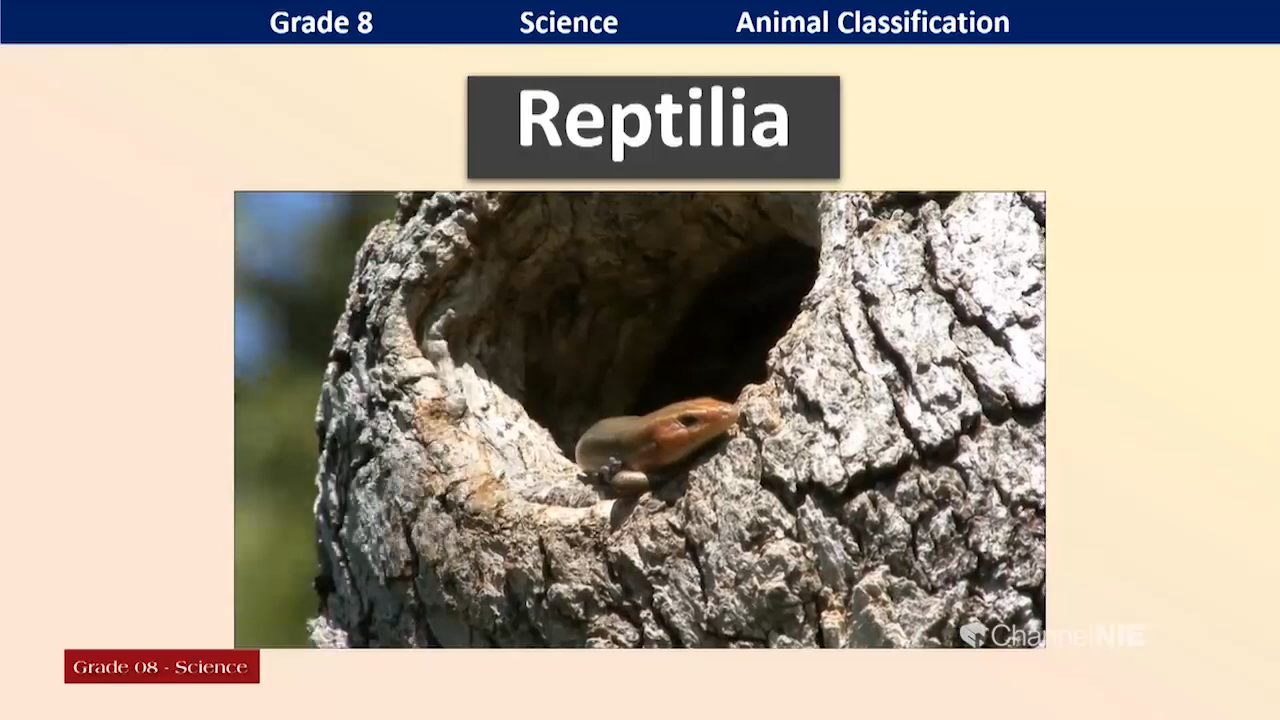 Grade 8 Science Animal Classification
Reptilia
ChannelNIE
Grade 08 - Science